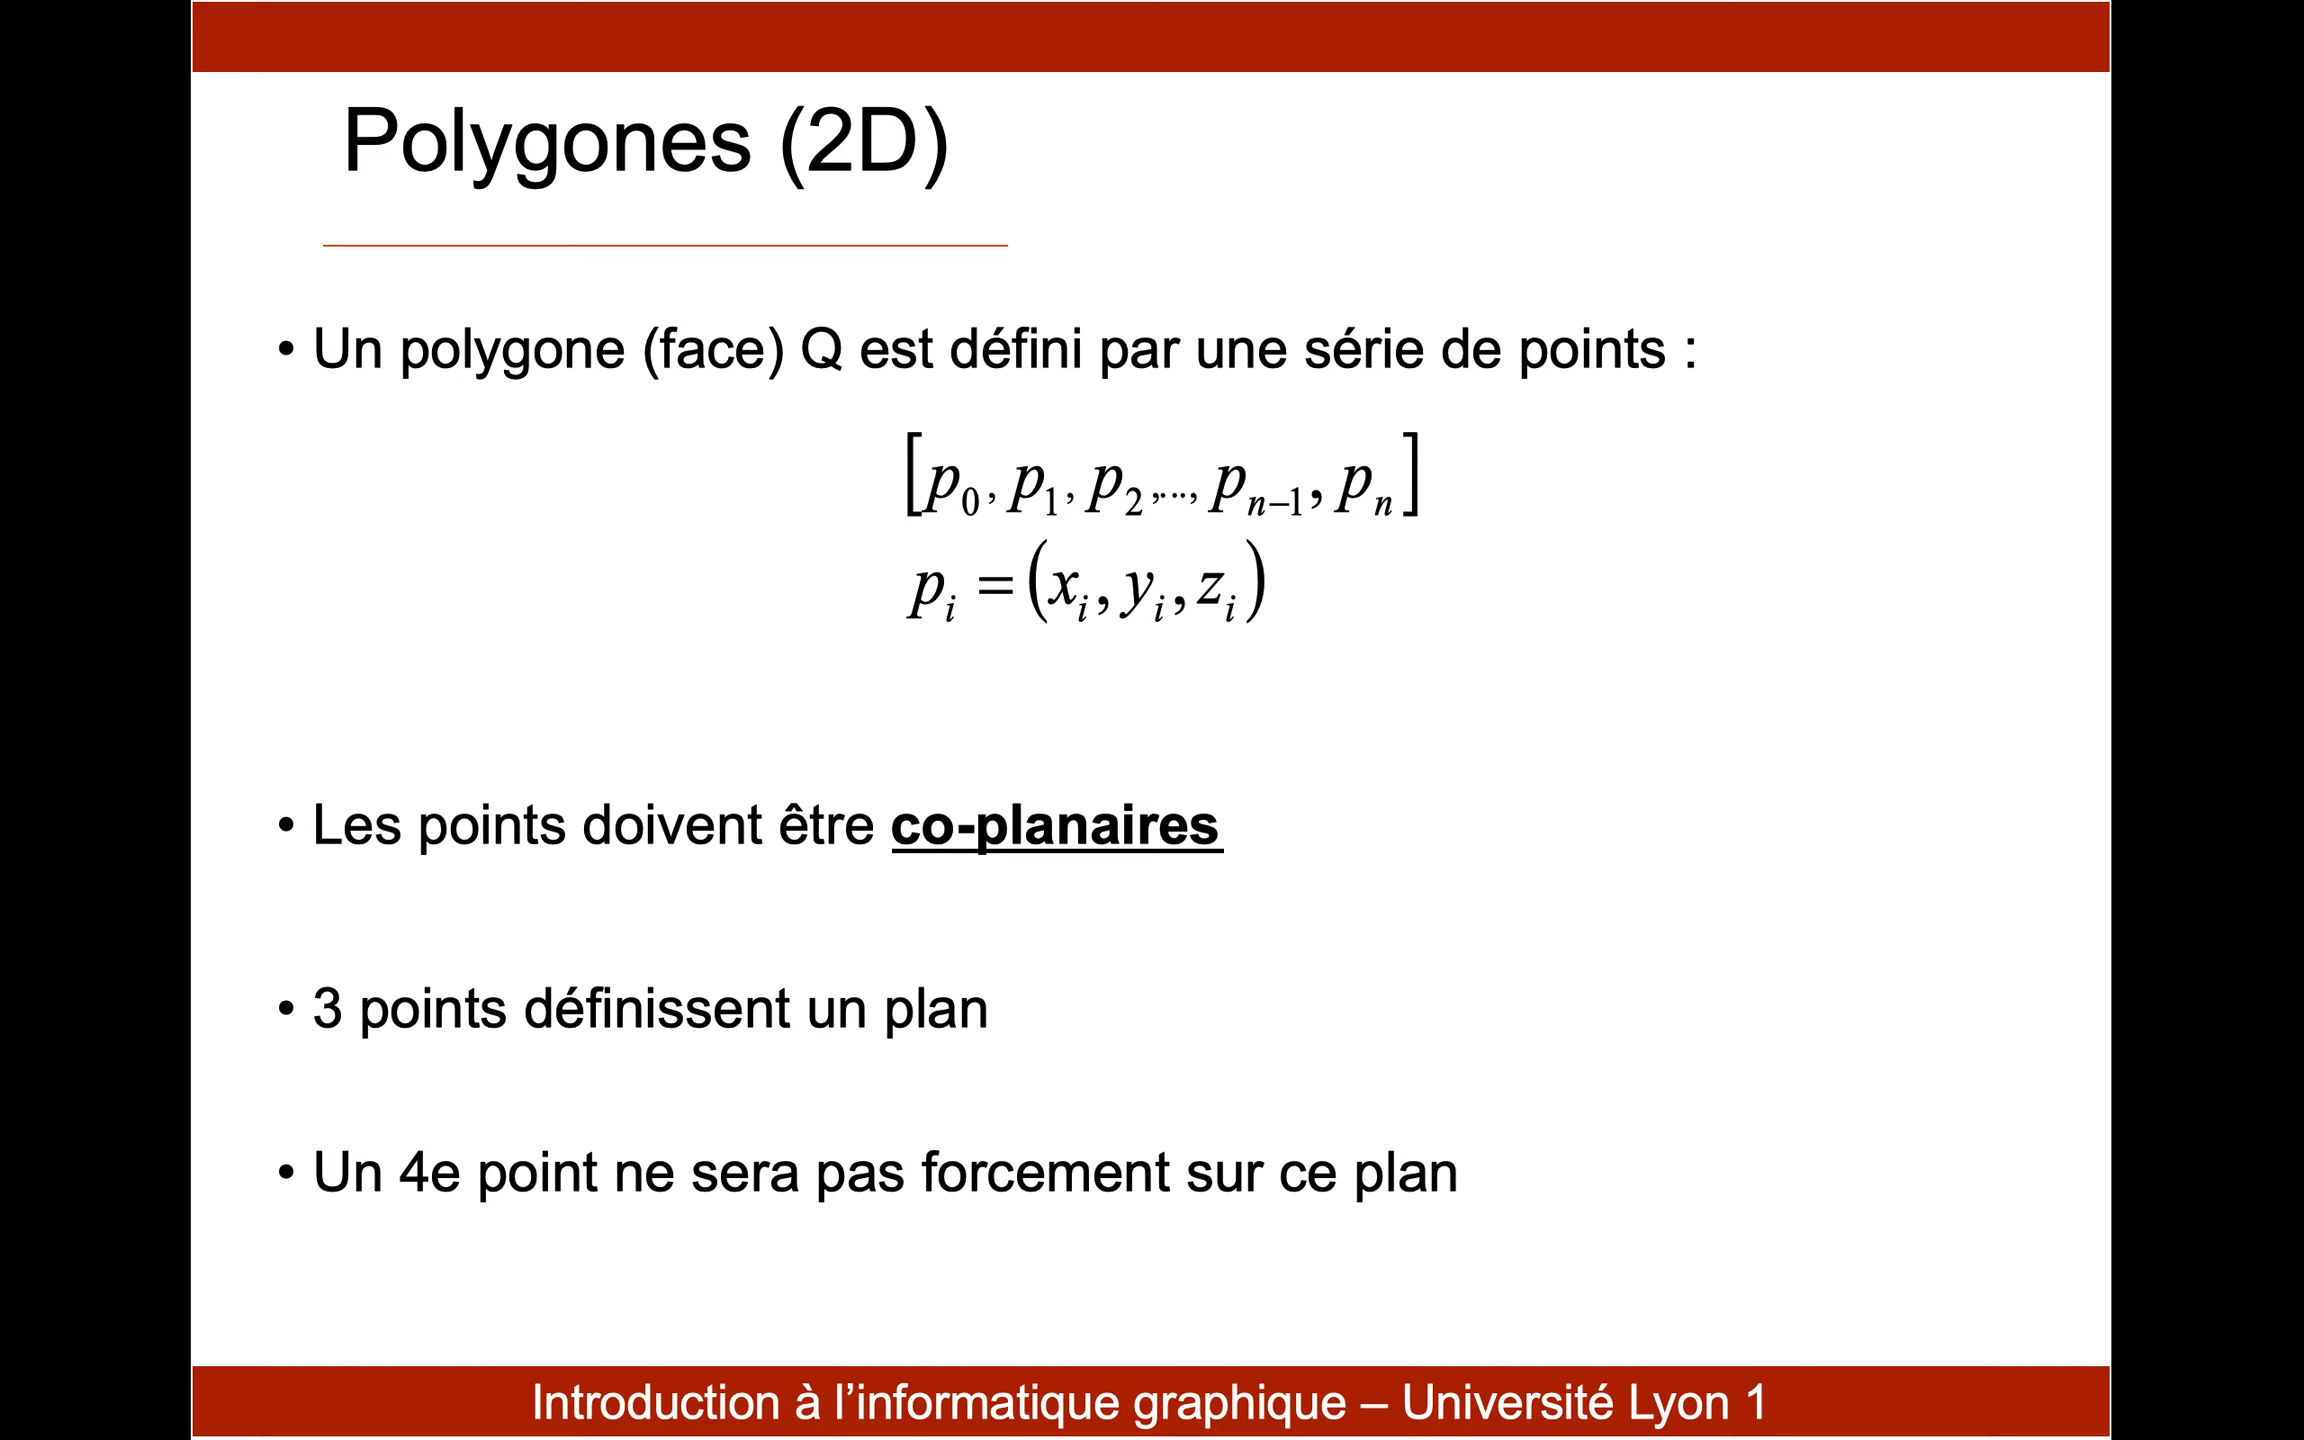 Polygones (2D)
• Un polygone (face) Q est défini par une série de points :
[p₀, p₁, p₂,..., pₙ₋₁, pₙ]
pᵢ = (xᵢ, yᵢ, zᵢ)
• Les points doivent être co-planaires
• 3 points définissent un plan
• Un 4e point ne sera pas forcement sur ce plan
Introduction à l’informatique graphique – Université Lyon 1